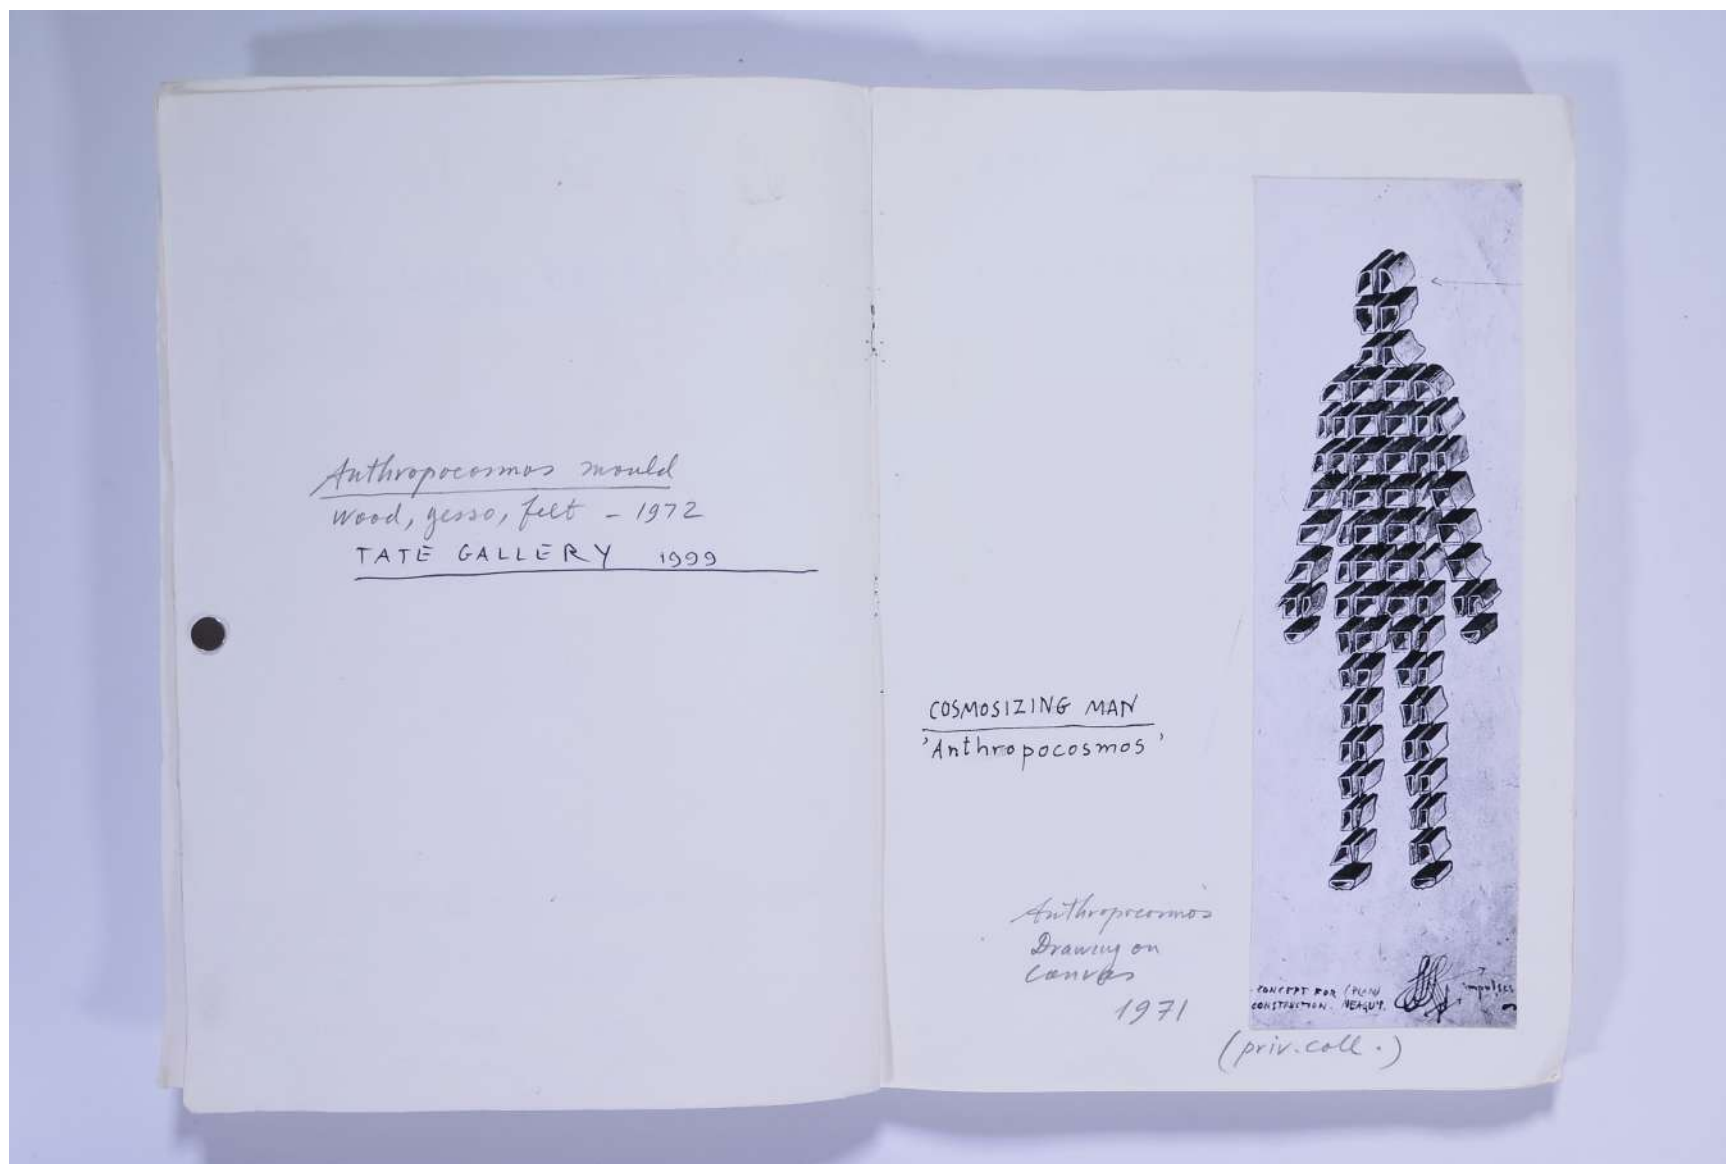 Anthropocosmos mould
wood, gesso, felt – 1972
TATE GALLERY 1999
COSMOSIZING MAN
'Anthropocosmos'
Anthropocosmos
Drawing on
canvas
1971
CONCEPT FOR
CONSTRUCTION. NEAGU.
impulses
(priv. coll.)